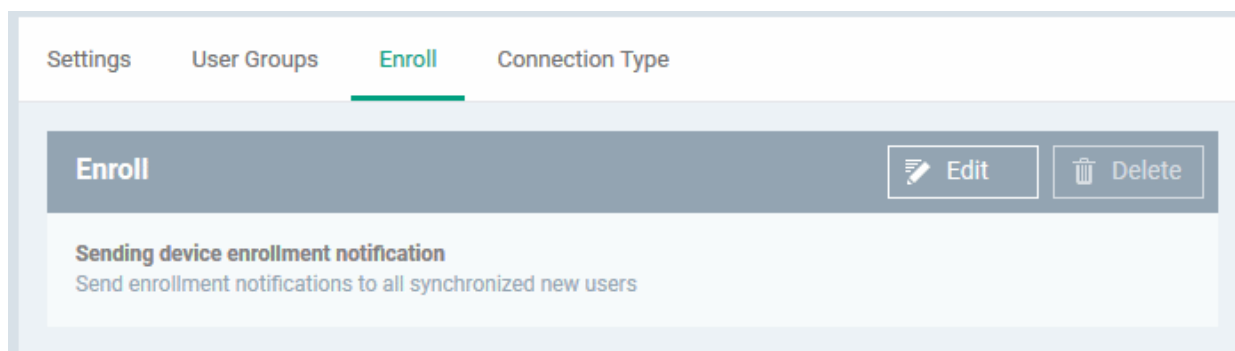 Settings User Groups Enroll Connection Type
Enroll Edit Delete
Sending device enrollment notification
Send enrollment notifications to all synchronized new users